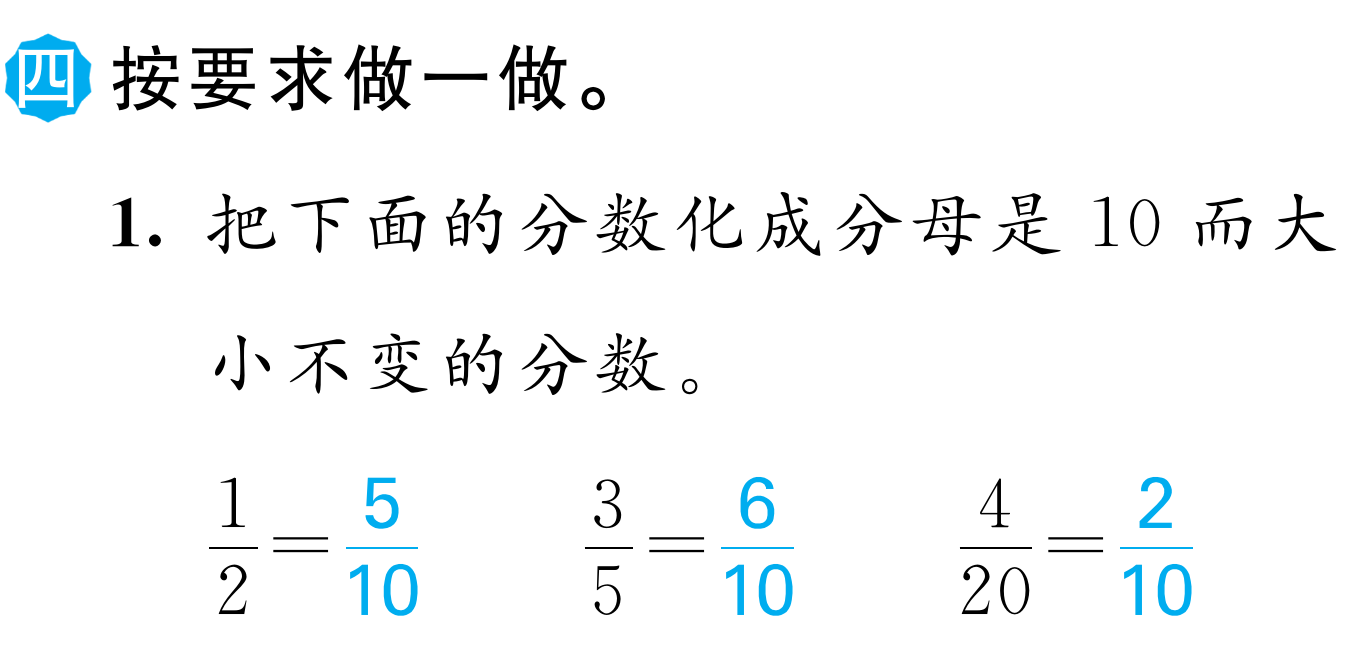 四 按要求做一做。
1. 把下面的分数化成分母是 10 而大
小不变的分数。
1/2=5/10 3/5=6/10 4/20=2/10